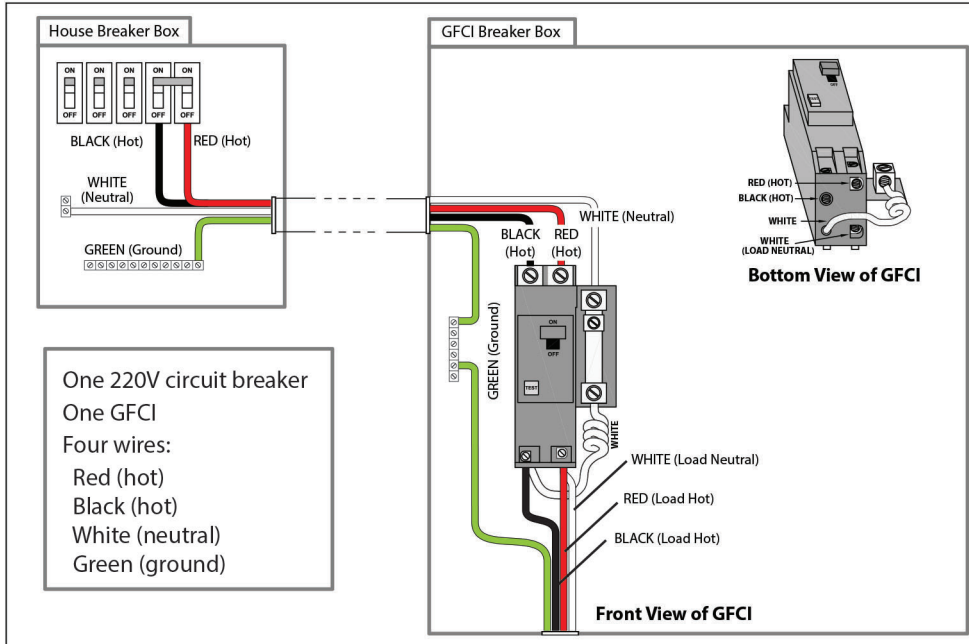 House Breaker Box
ON
ON
ON
ON
ON
OFF
OFF
OFF
OFF
OFF
BLACK (Hot)
RED (Hot)
WHITE
(Neutral)
GREEN (Ground)
One 220V circuit breaker
One GFCI
Four wires:
Red (hot)
Black (hot)
White (neutral)
Green (ground)
GFCI Breaker Box
WHITE (Neutral)
BLACK
(Hot)
RED
(Hot)
GREEN (Ground)
ON
OFF
TEST
WHITE
WHITE (Load Neutral)
RED (Load Hot)
BLACK (Load Hot)
Front View of GFCI
TEST
RED (HOT)
BLACK (HOT)
WHITE
WHITE
(LOAD NEUTRAL)
Bottom View of GFCI